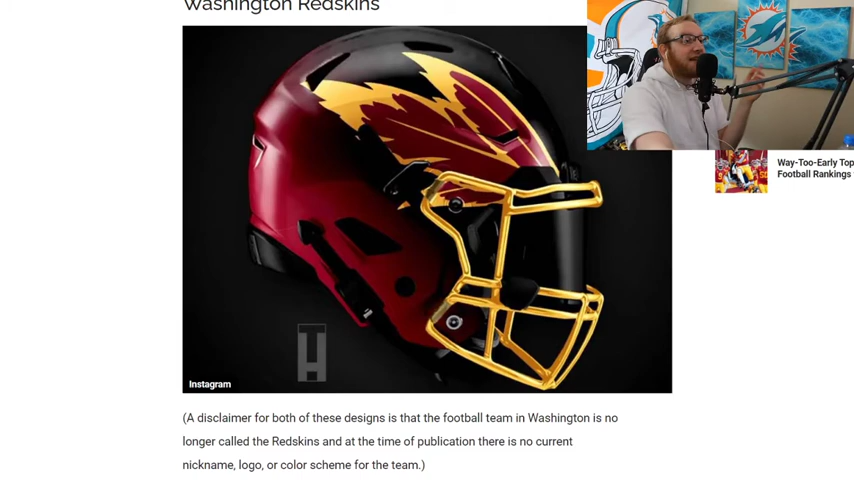 Washington Redskins
Way-Too-Early Top
Football Rankings
TH
Instagram
(A disclaimer for both of these designs is that the football team in Washington is no
longer called the Redskins and at the time of publication there is no current
nickname, logo, or color scheme for the team.)